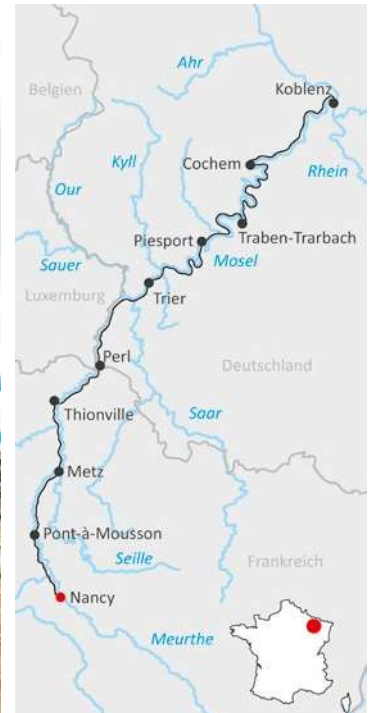 Ahr
Koblenz
Belgien
Kyll
Cochem
Rhein
Our
Traben-Trarbach
Piesport
Mosel
Sauer
Luxemburg
Trier
Perl
Deutschland
Thionville
Saar
Metz
Pont-à-Mousson
Seille
Frankreich
Nancy
Meurthe